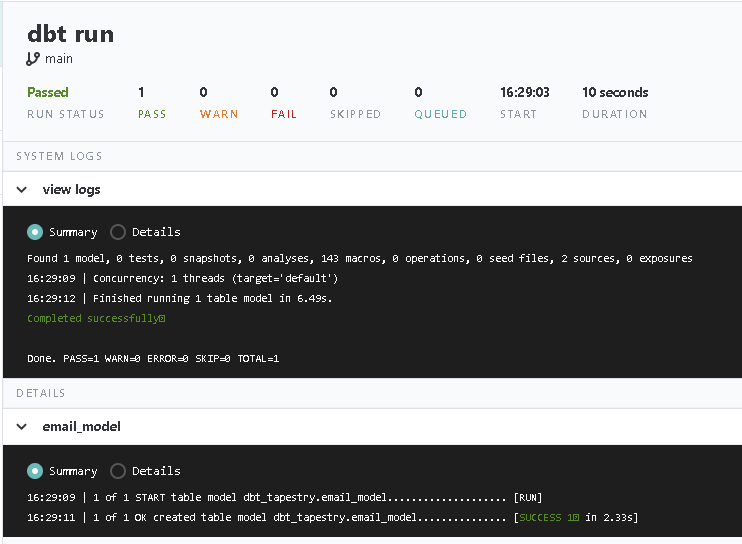 dbt run
main
Passed 1 0 0 0 0 16:29:03 10 seconds
RUN STATUS PASS WARN FAIL SKIPPED QUEUED START DURATION
SYSTEM LOGS
view logs
Summary Details
Found 1 model, 0 tests, 0 snapshots, 0 analyses, 143 macros, 0 operations, 0 seed files, 2 sources, 0 exposures
16:29:09 | Concurrency: 1 threads (target='default')
16:29:12 | Finished running 1 table model in 6.49s.
Completed successfully
Done. PASS=1 WARN=0 ERROR=0 SKIP=0 TOTAL=1
DETAILS
email_model
Summary Details
16:29:09 | 1 of 1 START table model dbt_tapestry.email_model.................... [RUN]
16:29:11 | 1 of 1 OK created table model dbt_tapestry.email_model............... [SUCCESS 1 in 2.33s]